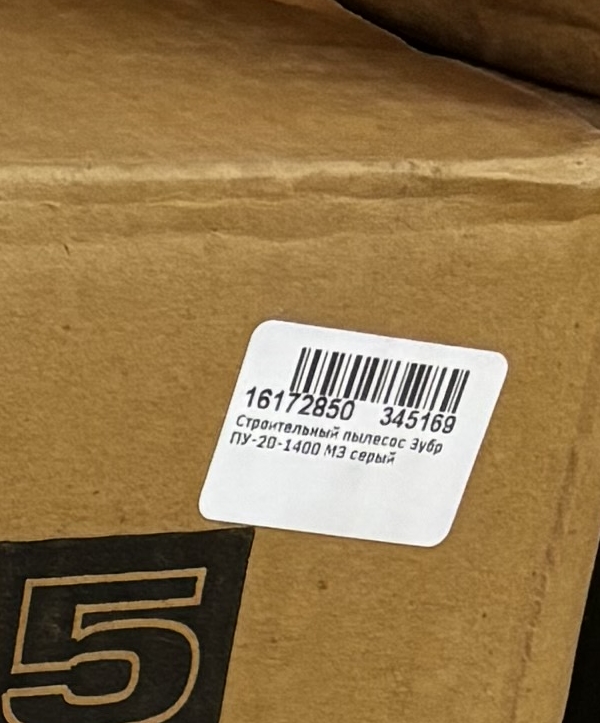 16172850 345169
Строительный пылесос Зубр
ПУ-20-1400 М3 серый
5